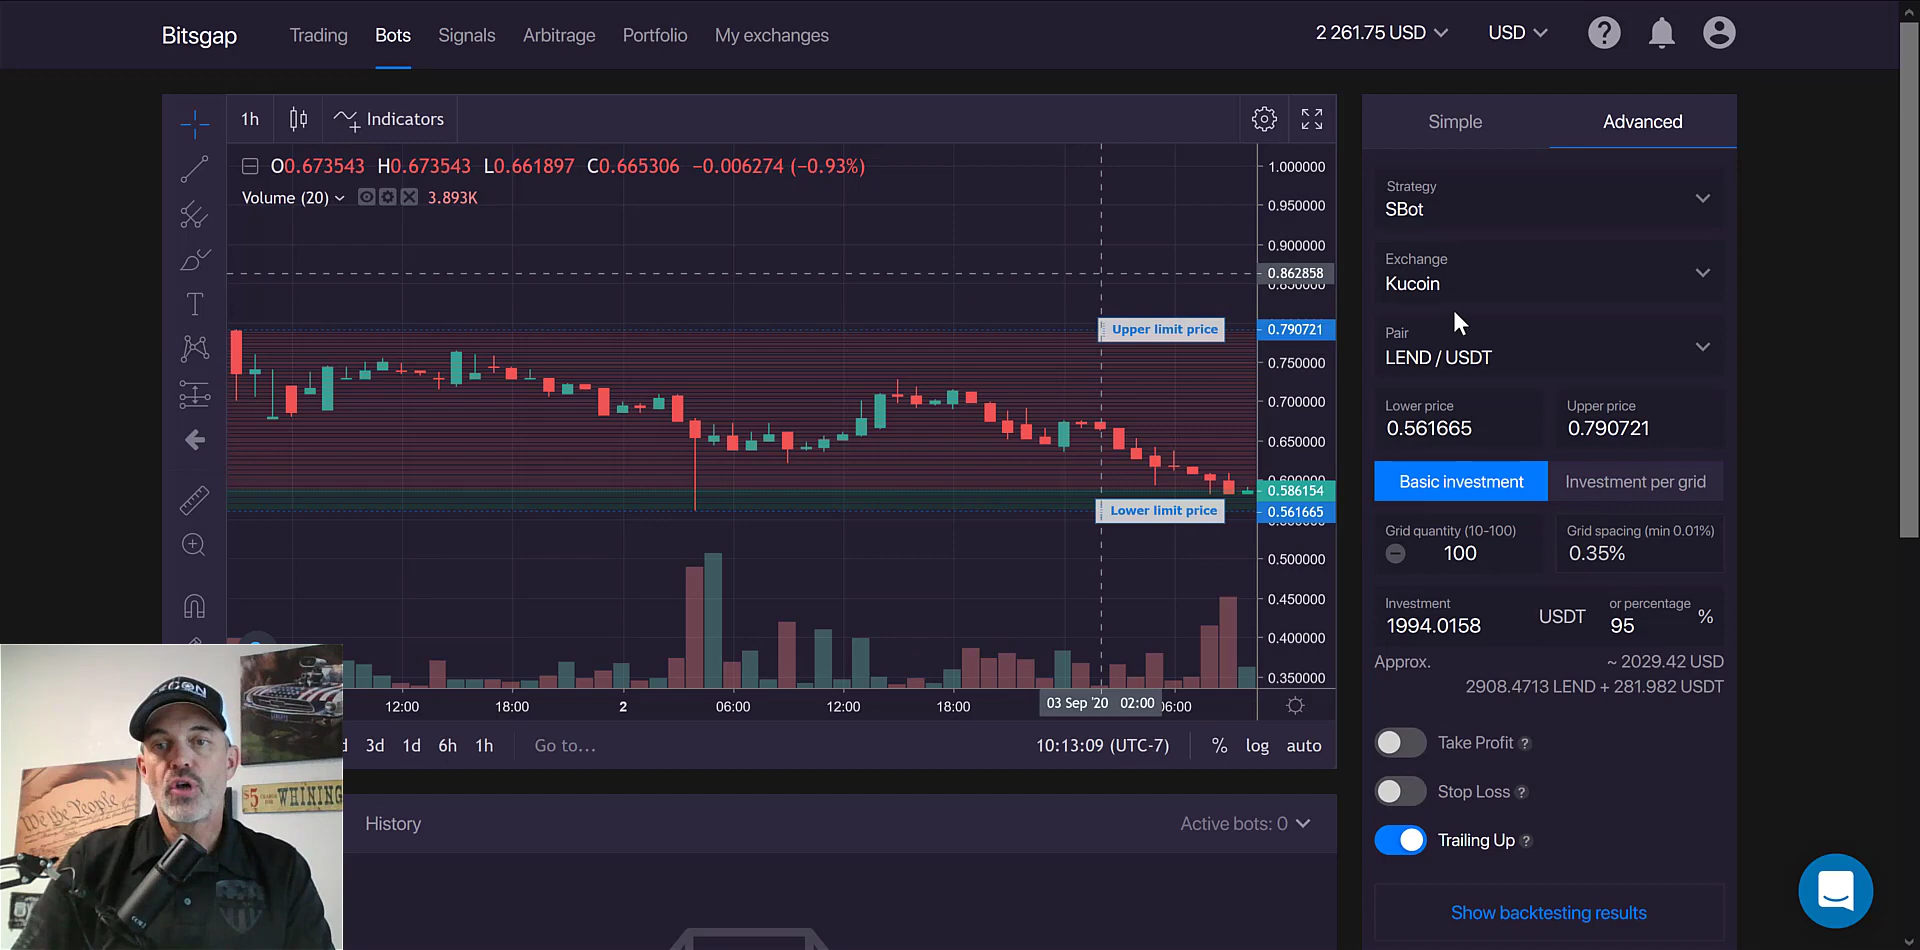 Bitsgap Trading Bots Signals Arbitrage Portfolio My exchanges 2 261.75 USD USD
1h Indicators
O0.673543 H0.673543 L0.661897 C0.665306 −0.006274 (−0.93%)
Volume (20) 3.893K
1.000000
0.950000
0.900000
0.862858
0.850000
Upper limit price 0.790721
0.750000
0.700000
0.650000
0.600000
0.586154
Lower limit price 0.561665
0.500000
0.450000
0.400000
0.350000
12:00 18:00 2 06:00 12:00 18:00 03 Sep '20 02:00 06:00
3d 1d 6h 1h Go to... 10:13:09 (UTC-7) % log auto
History Active bots: 0
Simple Advanced
Strategy
SBot
Exchange
Kucoin
Pair
LEND / USDT
Lower price Upper price
0.561665 0.790721
Basic investment Investment per grid
Grid quantity (10-100) Grid spacing (min 0.01%)
100 0.35%
Investment or percentage
1994.0158 USDT 95 %
Approx. ~ 2029.42 USD
2908.4713 LEND + 281.982 USDT
Take Profit ?
Stop Loss ?
Trailing Up ?
Show backtesting results
We the People
$5 WHINING